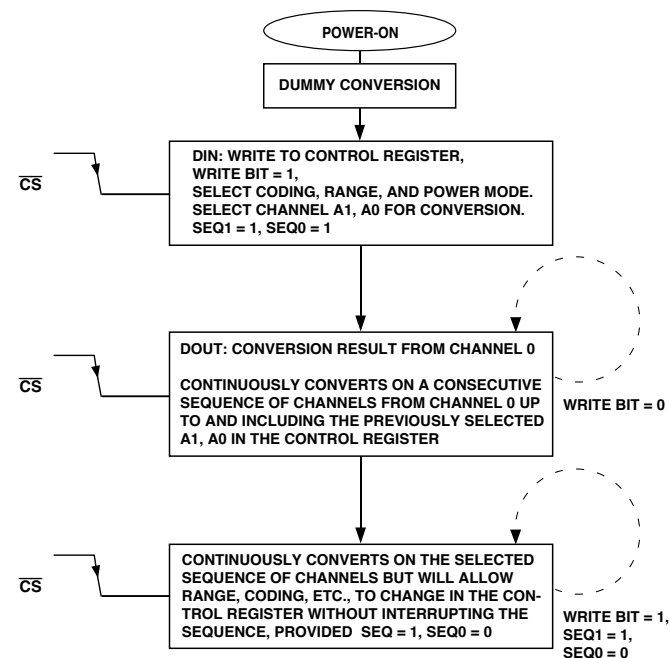 POWER-ON
DUMMY CONVERSION
CS
DIN: WRITE TO CONTROL REGISTER,
WRITE BIT = 1,
SELECT CODING, RANGE, AND POWER MODE.
SELECT CHANNEL A1, A0 FOR CONVERSION.
SEQ1 = 1, SEQ0 = 1
CS
DOUT: CONVERSION RESULT FROM CHANNEL 0
CONTINUOUSLY CONVERTS ON A CONSECUTIVE
SEQUENCE OF CHANNELS FROM CHANNEL 0 UP
TO AND INCLUDING THE PREVIOUSLY SELECTED
A1, A0 IN THE CONTROL REGISTER
WRITE BIT = 0
CS
CONTINUOUSLY CONVERTS ON THE SELECTED
SEQUENCE OF CHANNELS BUT WILL ALLOW
RANGE, CODING, ETC., TO CHANGE IN THE CON-
TROL REGISTER WITHOUT INTERRUPTING THE
SEQUENCE, PROVIDED SEQ = 1, SEQ0 = 0
WRITE BIT = 1,
SEQ1 = 1,
SEQ0 = 0